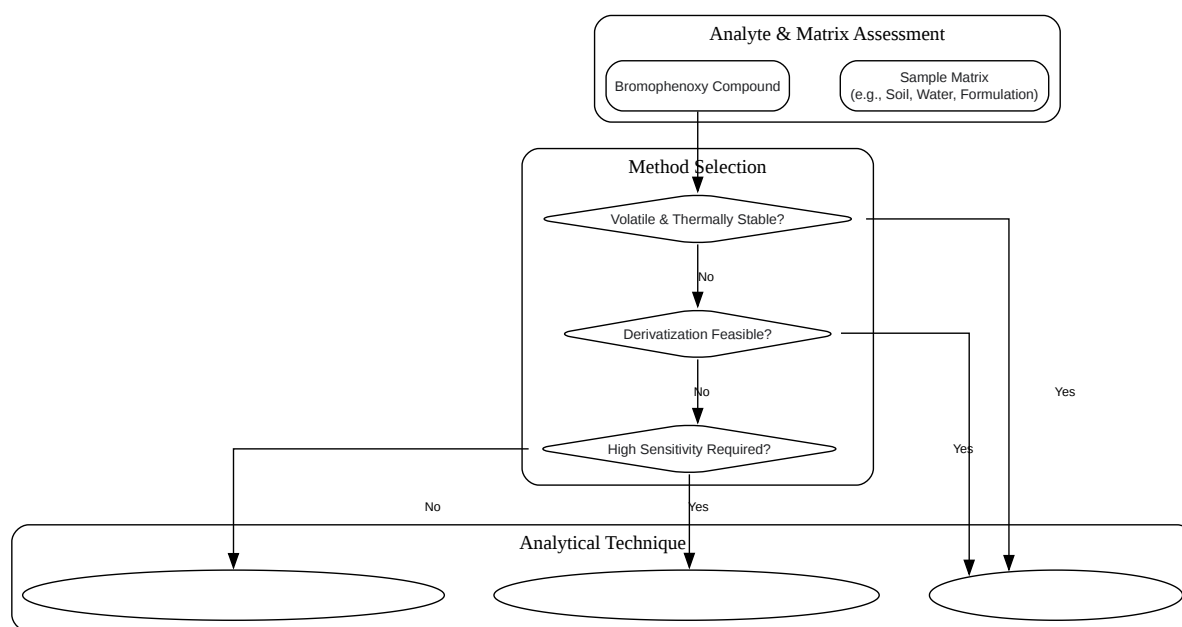 Analyte & Matrix Assessment
Bromophenoxy Compound
Sample Matrix
(e.g., Soil, Water, Formulation)
Method Selection
Volatile & Thermally Stable?
No
Derivatization Feasible?
No
Yes
High Sensitivity Required?
Yes
No
Yes
Analytical Technique